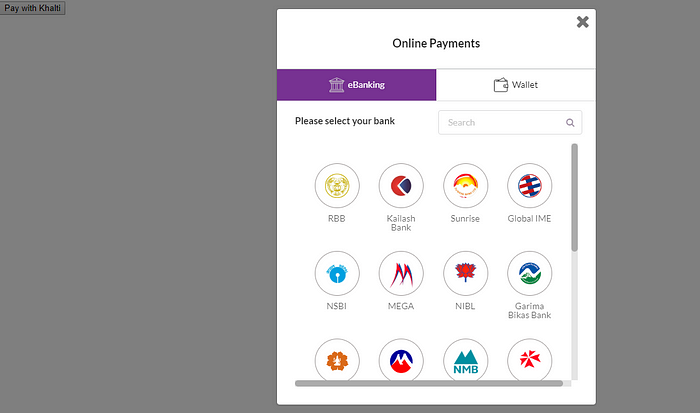 Pay with Khalti
Online Payments
eBanking
Wallet
Please select your bank
Search
RBB
Kailash
Bank
Sunrise
Global IME
NSBI
MEGA
NIBL
Garima
Bikas Bank
NMB